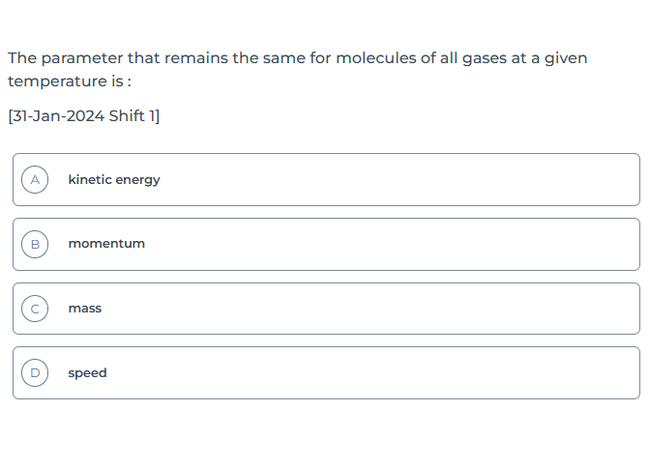 The parameter that remains the same for molecules of all gases at a given
temperature is :
[31-Jan-2024 Shift 1]
A kinetic energy
B momentum
C mass
D speed